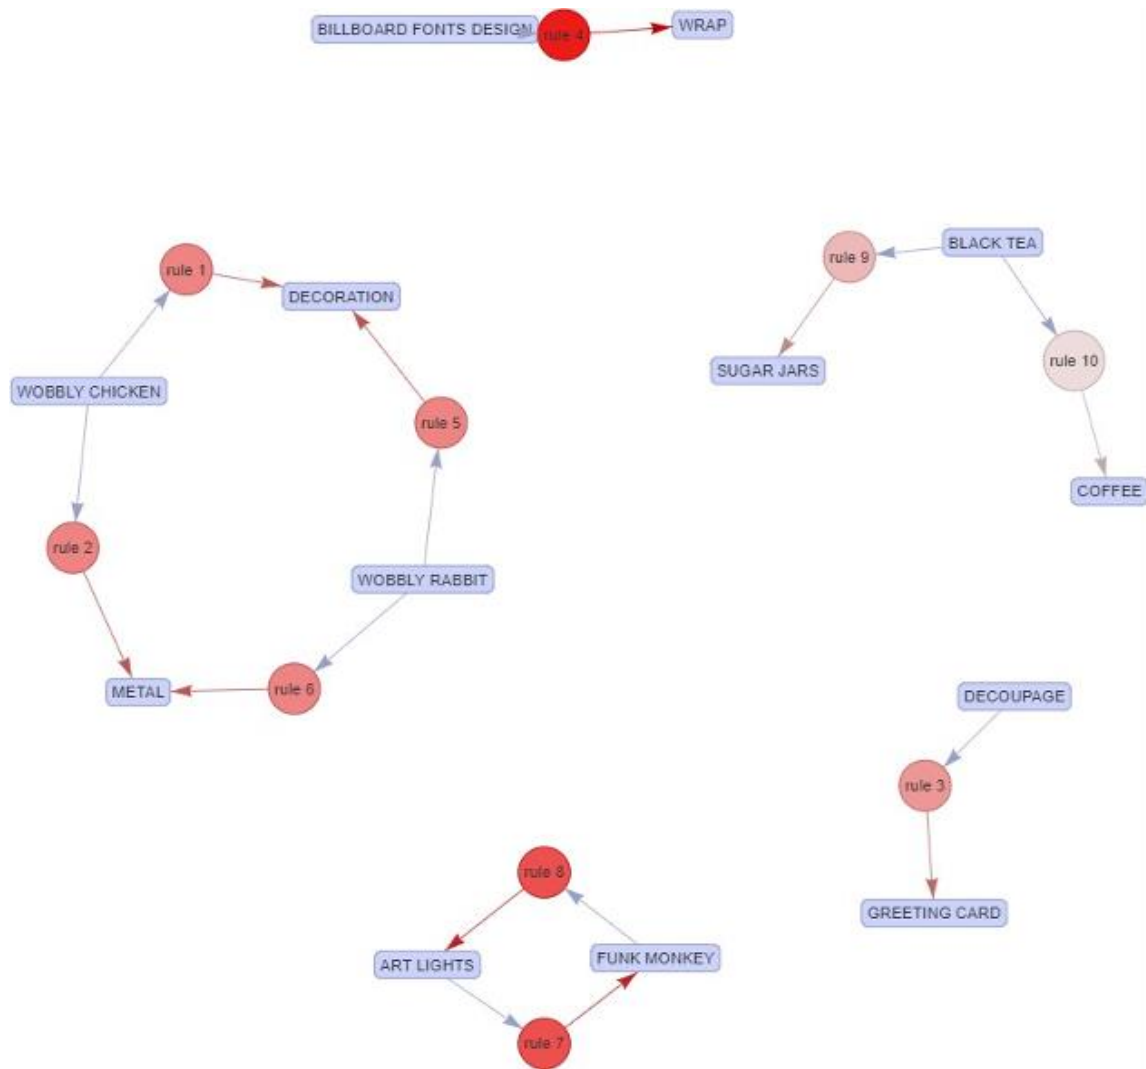 BILLBOARD FONTS DESIGN
rule 4
WRAP
rule 1
DECORATION
WOBBLY CHICKEN
rule 5
rule 2
WOBBLY RABBIT
METAL
rule 6
rule 9
BLACK TEA
SUGAR JARS
rule 10
COFFEE
DECOUPAGE
rule 3
GREETING CARD
rule 8
ART LIGHTS
FUNK MONKEY
rule 7